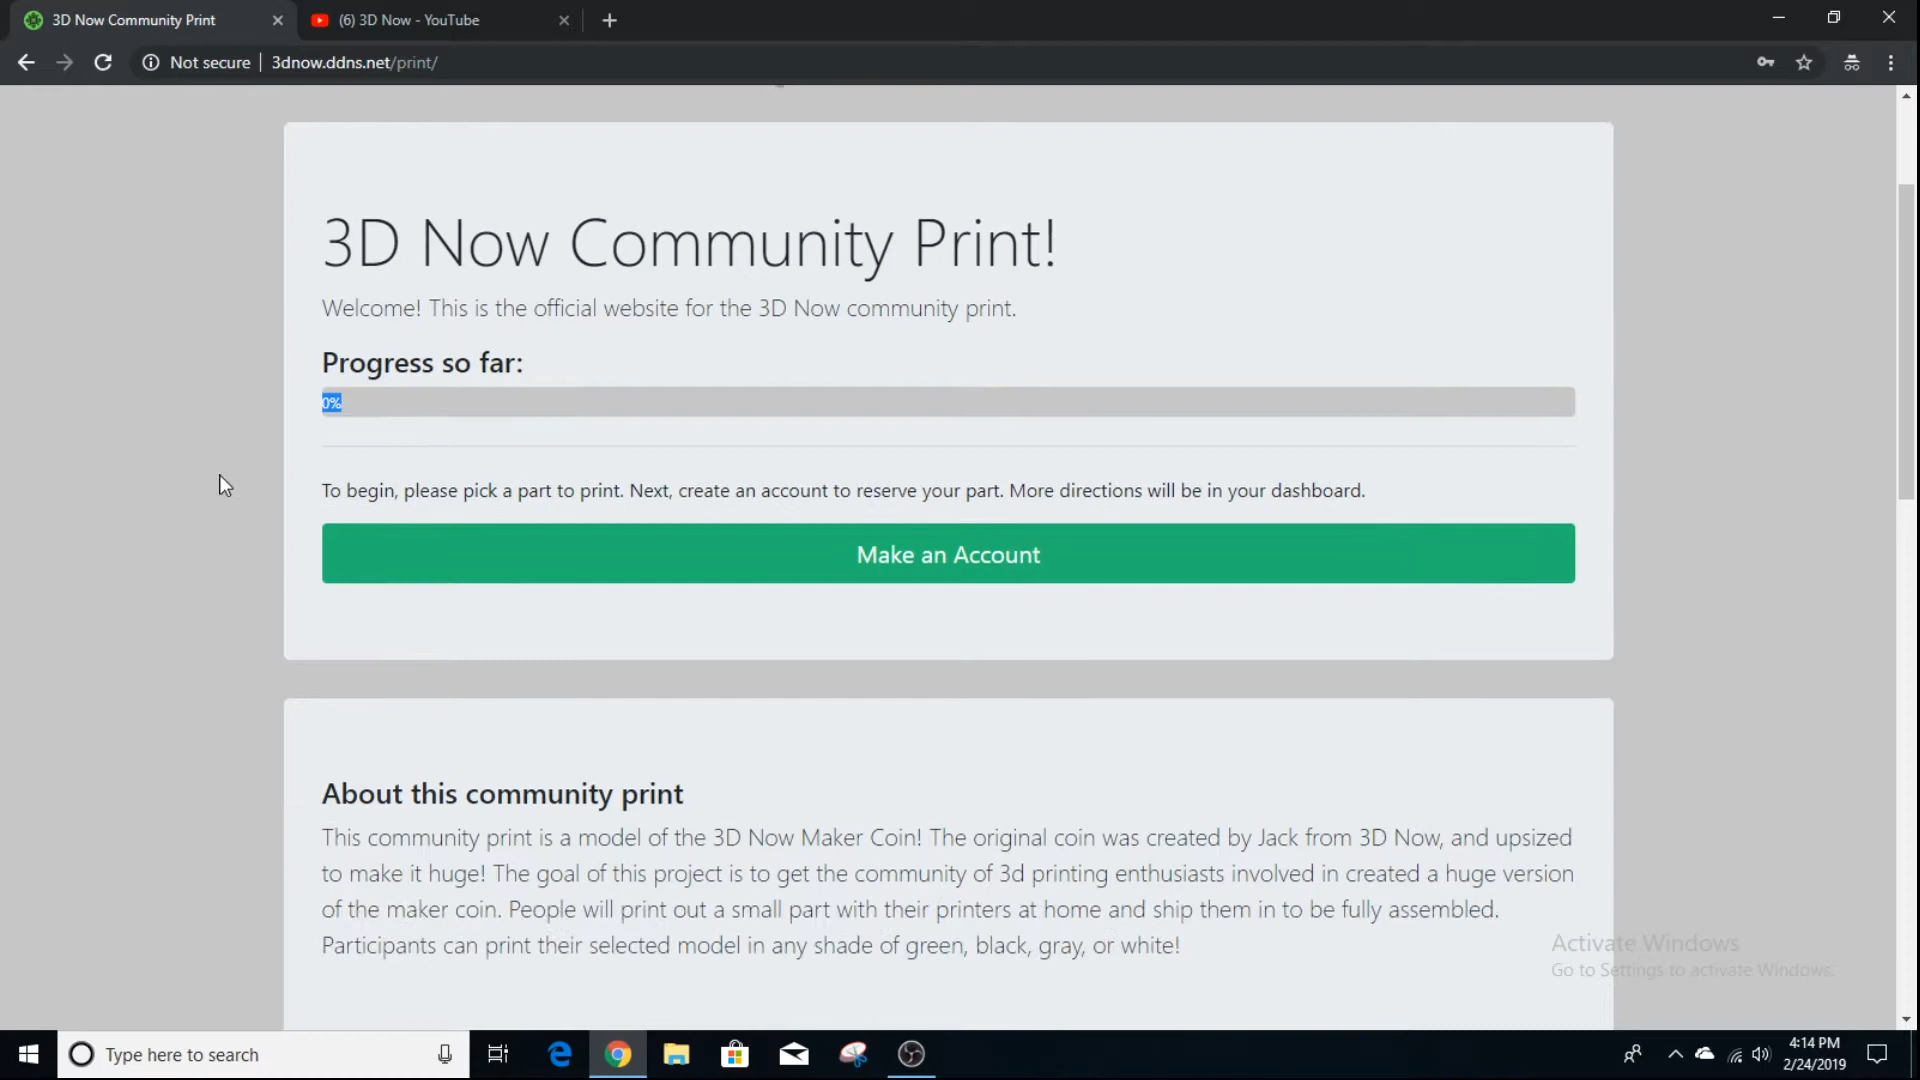 3D Now Community Print
(6) 3D Now - YouTube
Not secure
3dnow.ddns.net/print/
3D Now Community Print!
Welcome! This is the official website for the 3D Now community print.
Progress so far:
0%
To begin, please pick a part to print. Next, create an account to reserve your part. More directions will be in your dashboard.
Make an Account
About this community print
This community print is a model of the 3D Now Maker Coin! The original coin was created by Jack from 3D Now, and upsized
to make it huge! The goal of this project is to get the community of 3d printing enthusiasts involved in created a huge version
of the maker coin. People will print out a small part with their printers at home and ship them in to be fully assembled.
Participants can print their selected model in any shade of green, black, gray, or white!
Activate Windows
Go to Settings to activate Windows.
Type here to search
4:14 PM
2/24/2019